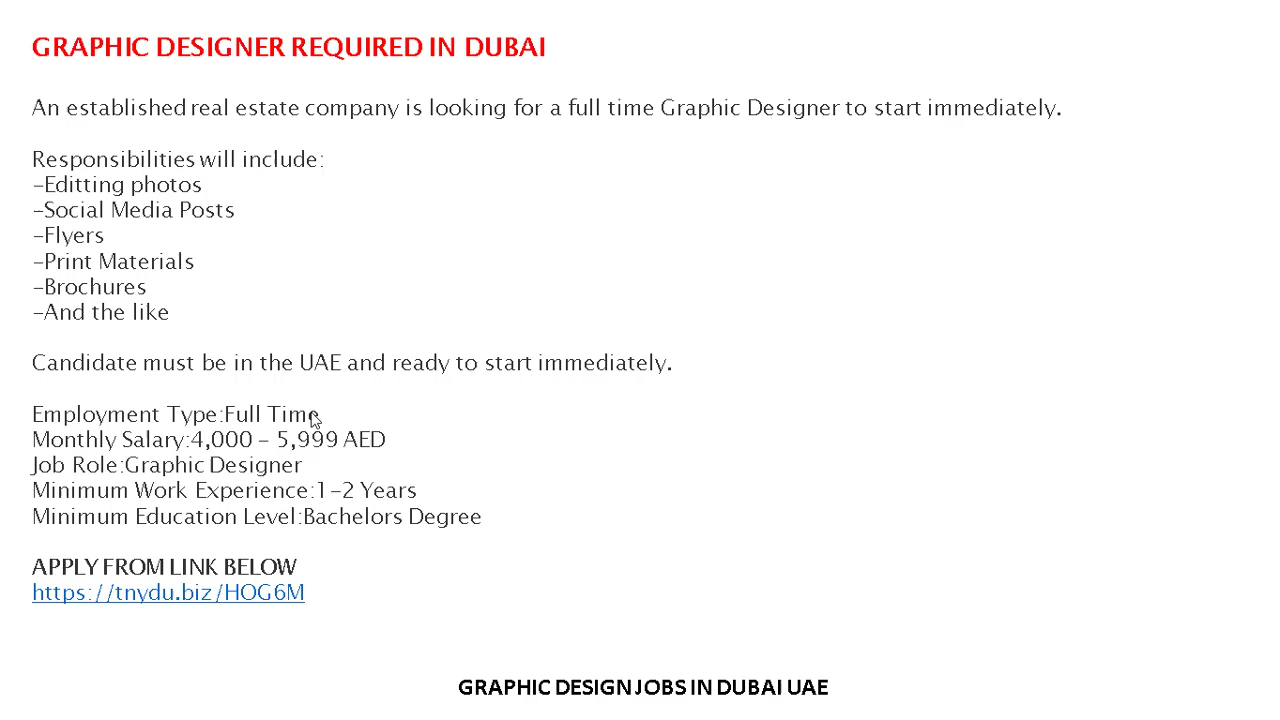 GRAPHIC DESIGNER REQUIRED IN DUBAI
An established real estate company is looking for a full time Graphic Designer to start immediately.
Responsibilities will include:
-Editting photos
-Social Media Posts
-Flyers
-Print Materials
-Brochures
-And the like
Candidate must be in the UAE and ready to start immediately.
Employment Type:Full Time
Monthly Salary:4,000 - 5,999 AED
Job Role:Graphic Designer
Minimum Work Experience:1-2 Years
Minimum Education Level:Bachelors Degree
APPLY FROM LINK BELOW
https://tnydu.biz/HOG6M
GRAPHIC DESIGN JOBS IN DUBAI UAE